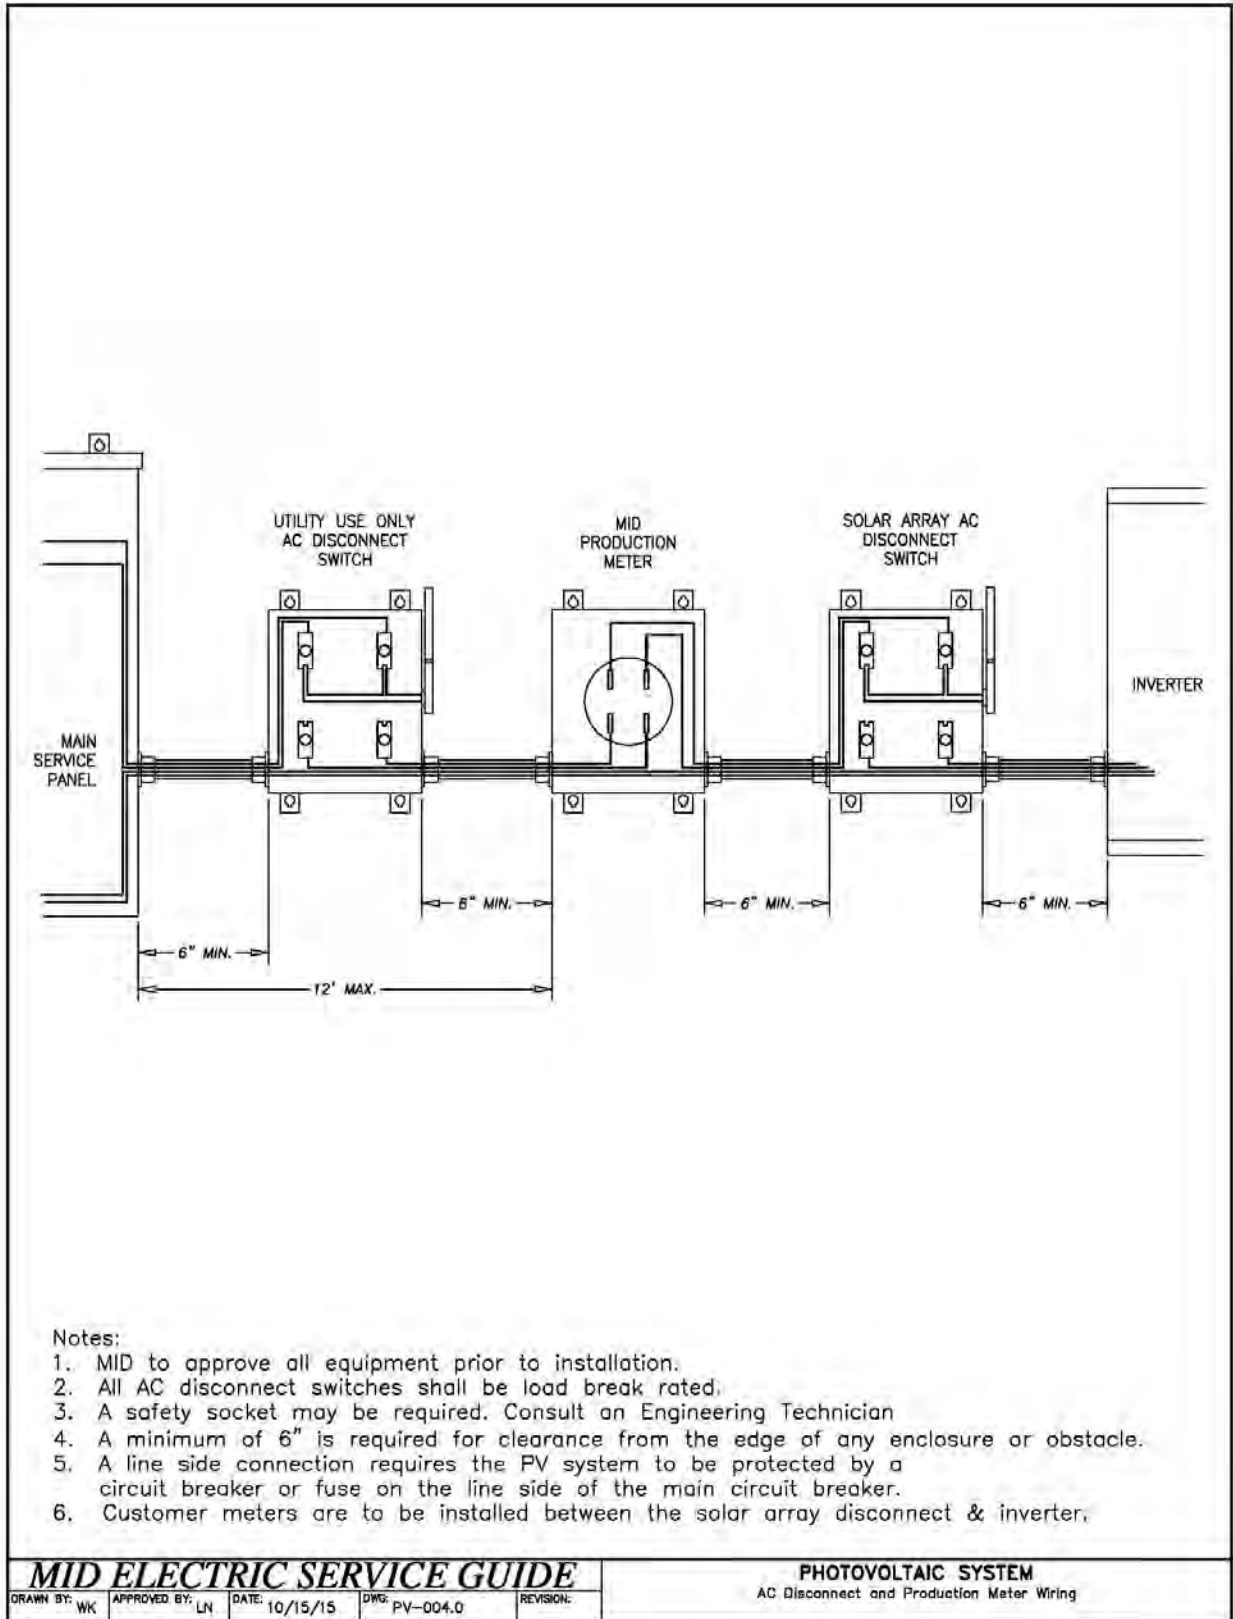 UTILITY USE ONLY
AC DISCONNECT
SWITCH
MID
PRODUCTION
METER
SOLAR ARRAY AC
DISCONNECT
SWITCH
INVERTER
MAIN
SERVICE
PANEL
6" MIN.
6" MIN.
6" MIN.
6" MIN.
12' MAX.
Notes:
1. MID to approve all equipment prior to installation.
2. All AC disconnect switches shall be load break rated.
3. A safety socket may be required. Consult an Engineering Technician
4. A minimum of 6" is required for clearance from the edge of any enclosure or obstacle.
5. A line side connection requires the PV system to be protected by a
circuit breaker or fuse on the line side of the main circuit breaker.
6. Customer meters are to be installed between the solar array disconnect & inverter.
MID ELECTRIC SERVICE GUIDE
DRAWN BY: WK APPROVED BY: LN DATE: 10/15/15 DWG: PV-004.0 REVISION:
PHOTOVOLTAIC SYSTEM
AC Disconnect and Production Meter Wiring